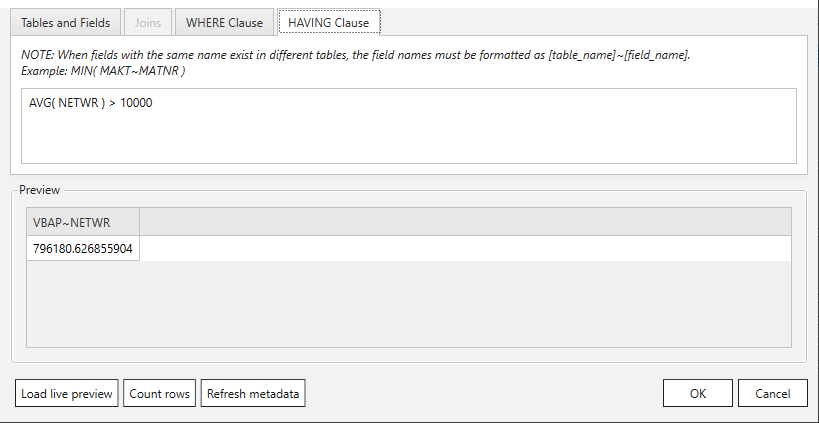 Tables and Fields
Joins
WHERE Clause
HAVING Clause
NOTE: When fields with the same name exist in different tables, the field names must be formatted as [table_name]~[field_name].
Example: MIN( MAKT~MATNR )
AVG( NETWR ) > 10000
Preview
VBAP~NETWR
796180.626855904
Load live preview
Count rows
Refresh metadata
OK
Cancel